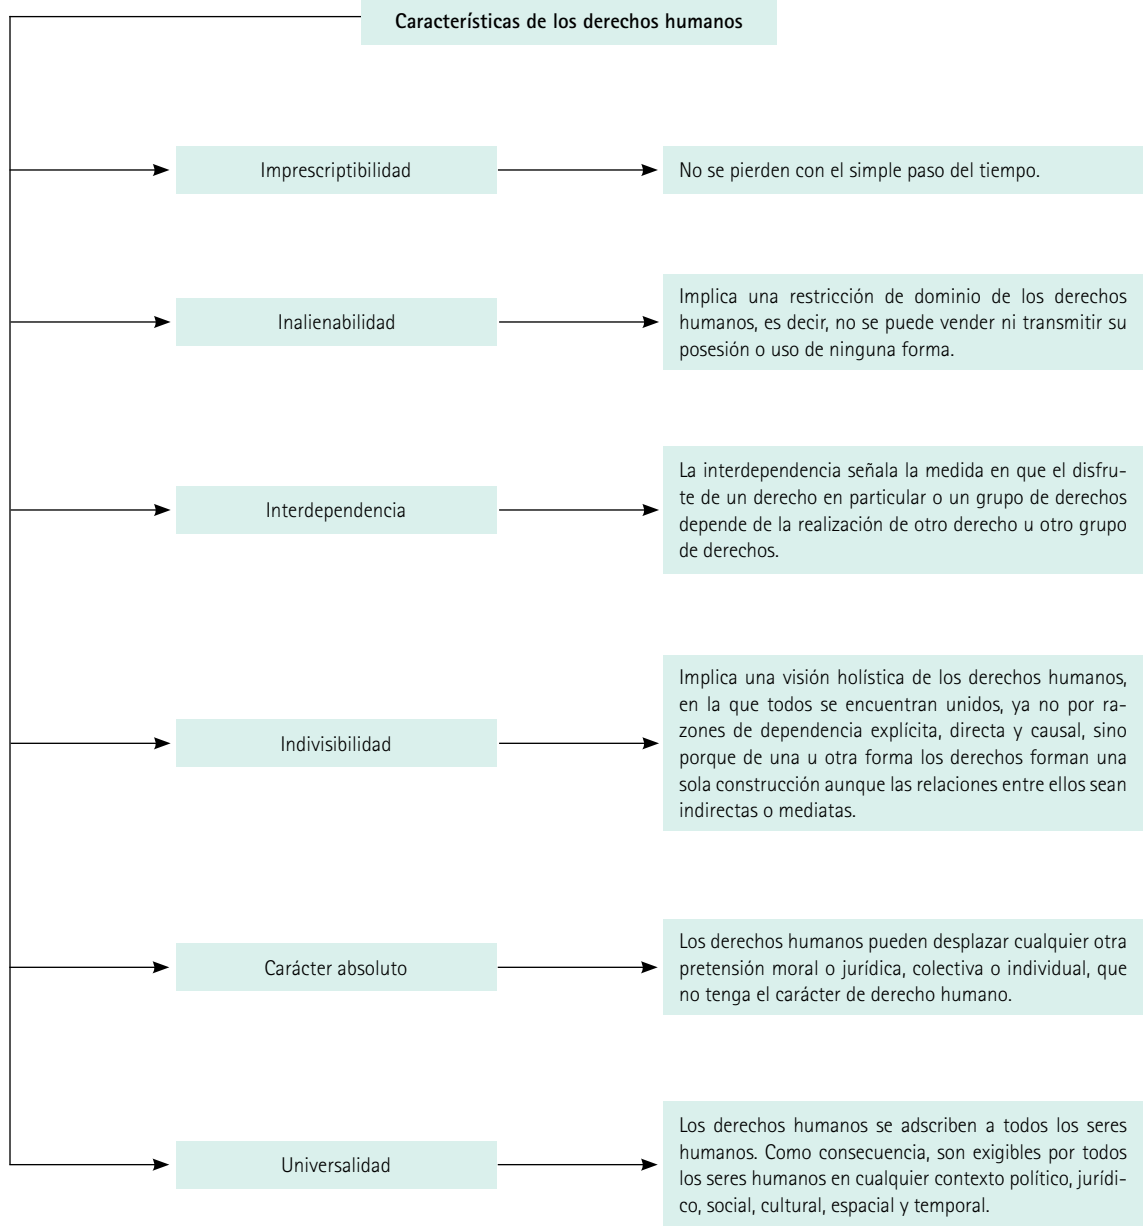 Características de los derechos humanos
Imprescriptibilidad
No se pierden con el simple paso del tiempo.
Inalienabilidad
Implica una restricción de dominio de los derechos
humanos, es decir, no se puede vender ni transmitir su
posesión o uso de ninguna forma.
Interdependencia
La interdependencia señala la medida en que el disfru-
te de un derecho en particular o un grupo de derechos
depende de la realización de otro derecho u otro grupo
de derechos.
Indivisibilidad
Implica una visión holística de los derechos humanos,
en la que todos se encuentran unidos, ya no por ra-
zones de dependencia explícita, directa y causal, sino
porque de una u otra forma los derechos forman una
sola construcción aunque las relaciones entre ellos sean
indirectas o mediatas.
Carácter absoluto
Los derechos humanos pueden desplazar cualquier otra
pretensión moral o jurídica, colectiva o individual, que
no tenga el carácter de derecho humano.
Universalidad
Los derechos humanos se adscriben a todos los seres
humanos. Como consecuencia, son exigibles por todos
los seres humanos en cualquier contexto político, jurídi-
co, social, cultural, espacial y temporal.